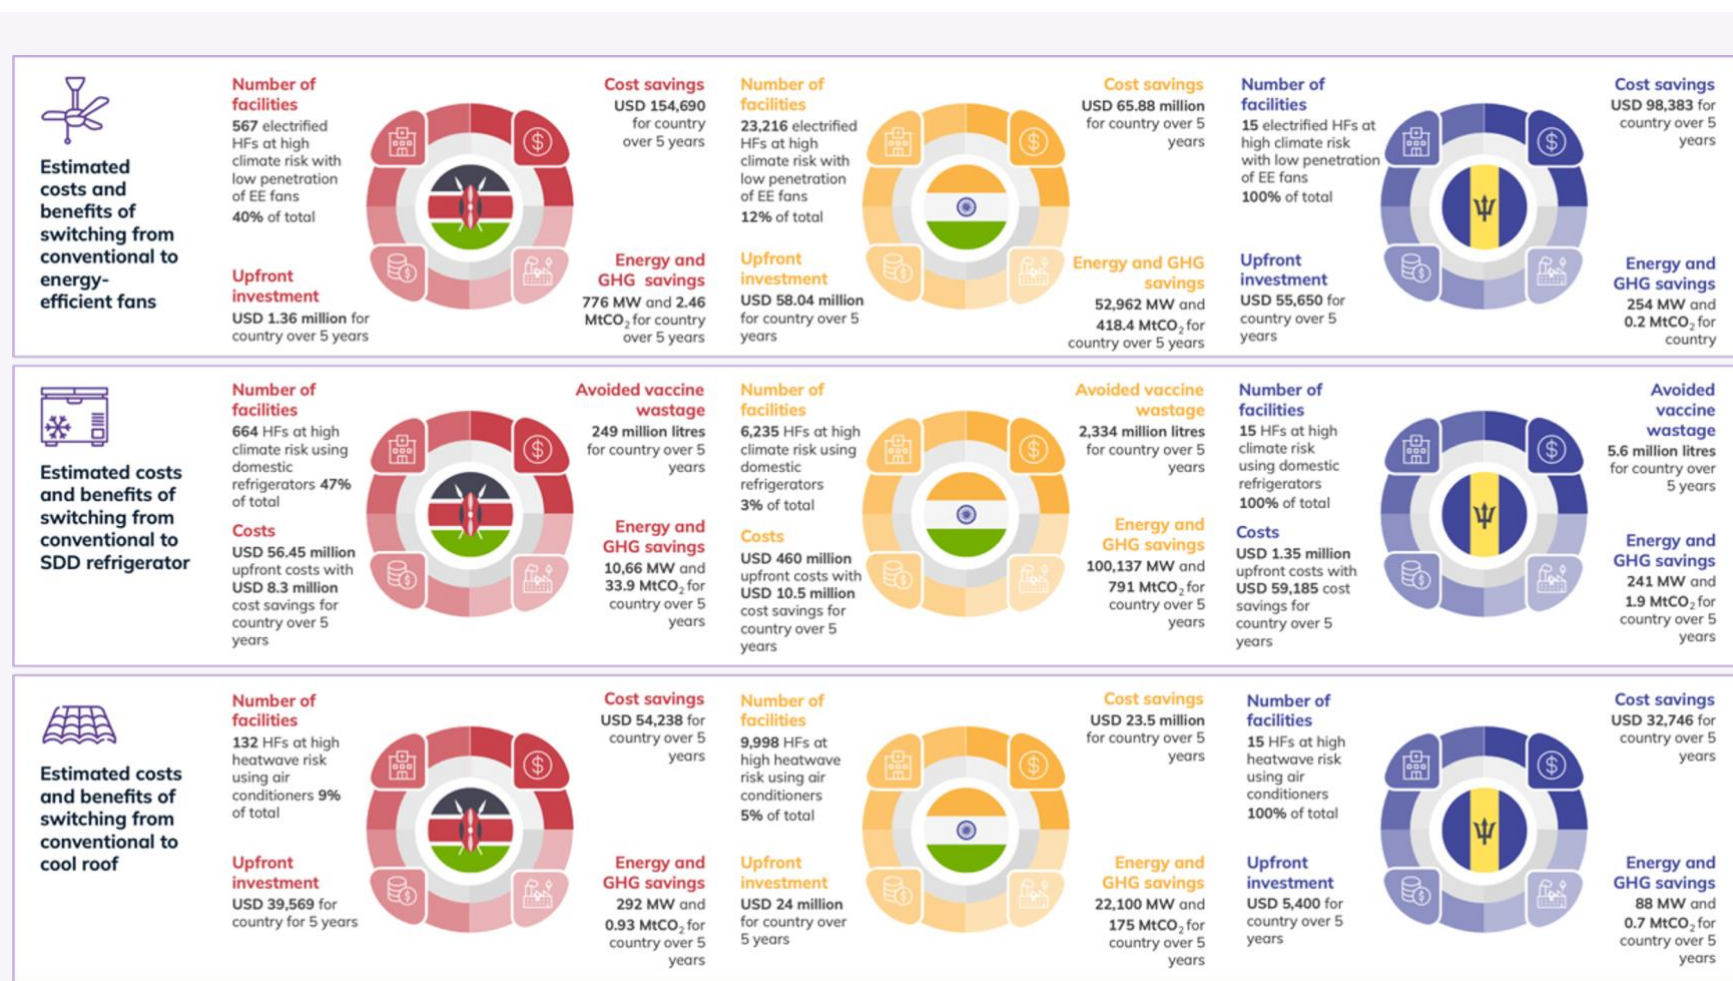 Estimated
costs and
benefits of
switching from
conventional to
energy-
efficient fans
Number of
facilities
567 electrified
HFs at high
climate risk with
low penetration
of EE fans
40% of total
Upfront
investment
USD 1.36 million for
country over 5 years
Cost savings
USD 154,690
for country
over 5 years
Energy and
GHG savings
776 MW and 2.46
MtCO₂ for country
over 5 years
Number of
facilities
23,216 electrified
HFs at high
climate risk with
low penetration
of EE fans
12% of total
Upfront
investment
USD 58.04 million
for country over 5
years
Cost savings
USD 65.88 million
for country over 5
years
Energy and GHG
savings
52,962 MW and
418.4 MtCO₂ for
country over 5 years
Number of
facilities
15 electrified HFs at
high climate risk
with low penetration
of EE fans
100% of total
Upfront
investment
USD 55,650 for
country over 5
years
Cost savings
USD 98,383 for
country over 5
years
Energy and
GHG savings
254 MW and
0.2 MtCO₂ for
country
Estimated costs
and benefits of
switching from
conventional to
SDD refrigerator
Number of
facilities
664 HFs at high
climate risk using
domestic
refrigerators 47%
of total
Costs
USD 56.45 million
upfront costs with
USD 8.3 million
cost savings for
country over 5
years
Avoided vaccine
wastage
249 million litres
for country over 5
years
Energy and
GHG savings
10,66 MW and
33.9 MtCO₂ for
country over 5
years
Number of
facilities
6,235 HFs at high
climate risk using
domestic
refrigerators
3% of total
Costs
USD 460 million
upfront costs with
USD 10.5 million
cost savings for
country over 5
years
Avoided vaccine
wastage
2,334 million litres
for country over 5
years
Energy and
GHG savings
100,137 MW and
791 MtCO₂ for
country over 5
years
Number of
facilities
15 HFs at high
climate risk
using domestic
refrigerators
100% of total
Costs
USD 1.35 million
upfront costs with
USD 59,185 cost
savings for
country over 5
years
Avoided
vaccine
wastage
5.6 million litres
for country over
5 years
Energy and
GHG savings
241 MW and
1.9 MtCO₂ for
country over 5
years
Estimated costs
and benefits of
switching from
conventional to
cool roof
Number of
facilities
132 HFs at high
heatwave risk
using air
conditioners 9%
of total
Upfront
investment
USD 39,569 for
country for 5 years
Cost savings
USD 54,238 for
country over 5
years
Energy and
GHG savings
292 MW and
0.93 MtCO₂ for
country over 5
years
Number of
facilities
9,998 HFs at
high heatwave
risk using air
conditioners
5% of total
Upfront
investment
USD 24 million
for country over
5 years
Cost savings
USD 23.5 million
for country over 5
years
Energy and
GHG savings
22,100 MW and
175 MtCO₂ for
country over 5
years
Number of
facilities
15 HFs at high
heatwave risk
using air
conditioners
100% of total
Upfront
investment
USD 5,400 for
country over 5
years
Cost savings
USD 32,746 for
country over 5
years
Energy and
GHG savings
88 MW and
0.7 MtCO₂ for
country over 5
years